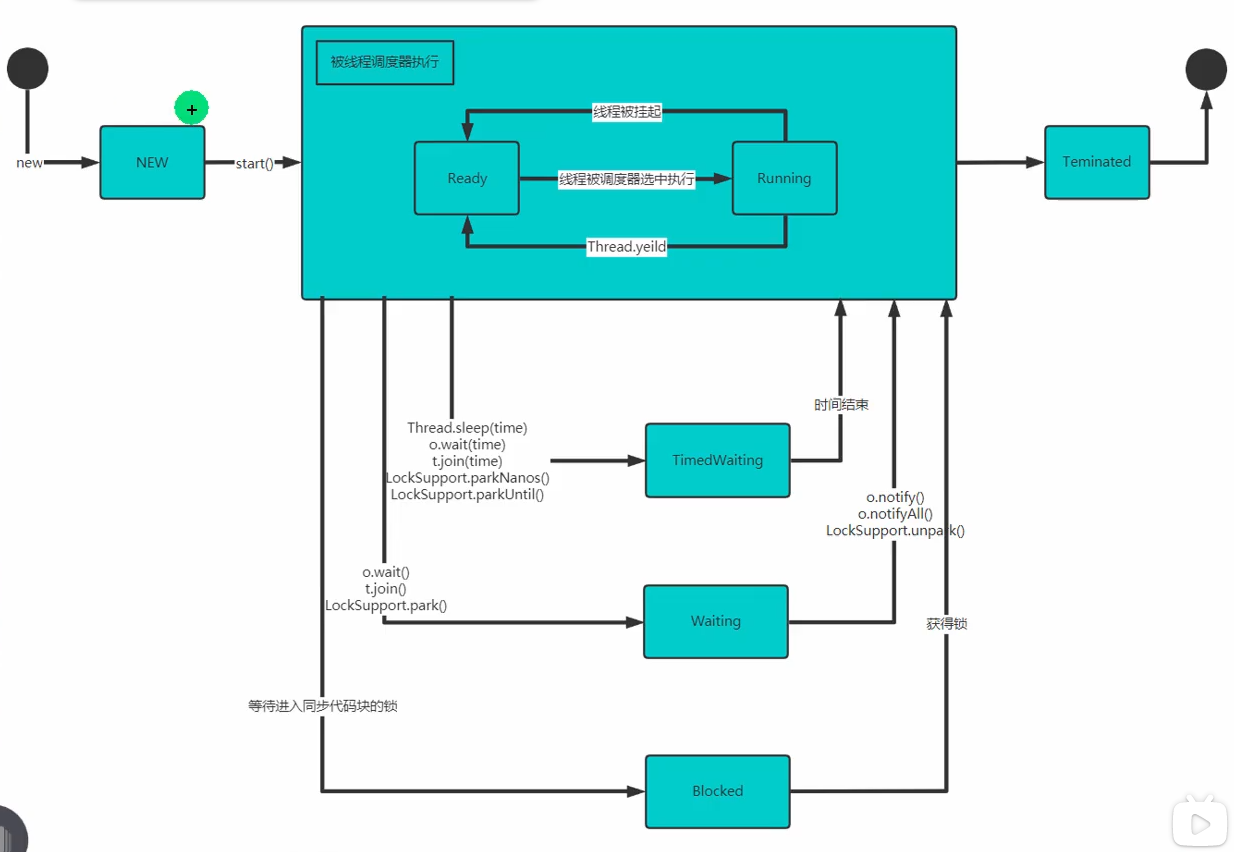 被线程调度器执行
线程被挂起
new
NEW
start()
Ready
线程被调度器选中执行
Running
Teminated
Thread.yeild
时间结束
Thread.sleep(time)
o.wait(time)
t.join(time)
LockSupport.parkNanos()
LockSupport.parkUntil()
TimedWaiting
o.notify()
o.notifyAll()
LockSupport.unpark()
o.wait()
t.join()
LockSupport.park()
Waiting
获得锁
等待进入同步代码块的锁
Blocked